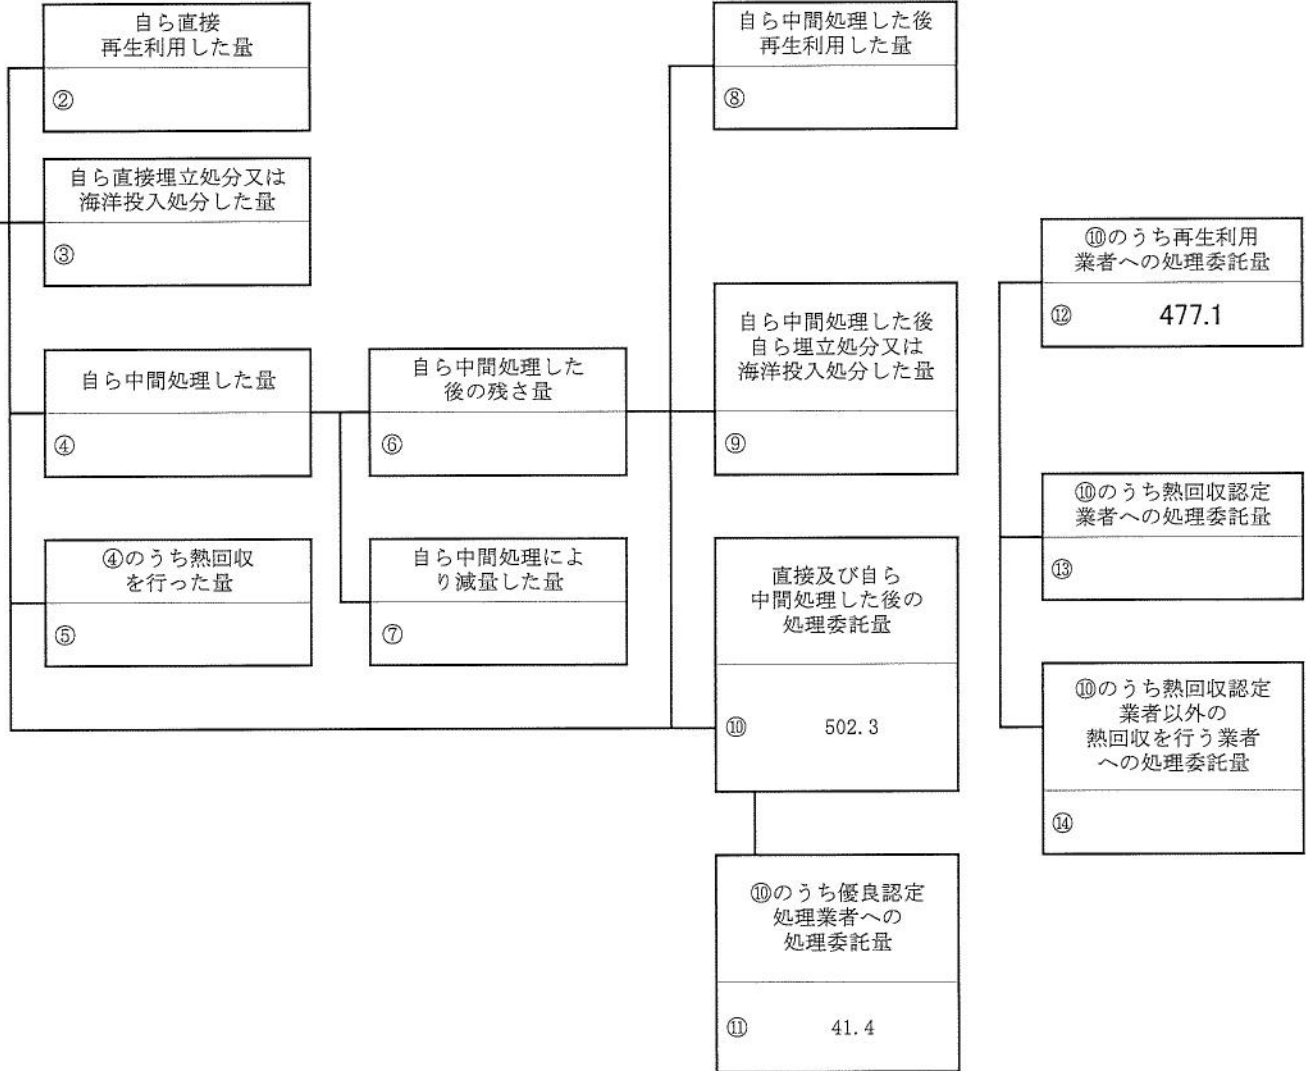 自ら直接
再生利用した量
②
自ら直接埋立処分又は
海洋投入処分した量
③
自ら中間処理した量
④
④のうち熱回収
を行った量
⑤
自ら中間処理した
後の残さ量
⑥
自ら中間処理によ
り減量した量
⑦
自ら中間処理した後
再生利用した量
⑧
自ら中間処理した後
自ら埋立処分又は
海洋投入処分した量
⑨
直接及び自ら
中間処理した後の
処理委託量
⑩ 502.3
⑩のうち優良認定
処理業者への
処理委託量
⑪ 41.4
⑩のうち再生利用
業者への処理委託量
⑫ 477.1
⑩のうち熱回収認定
業者への処理委託量
⑬
⑩のうち熱回収認定
業者以外の
熱回収を行う業者
への処理委託量
⑭